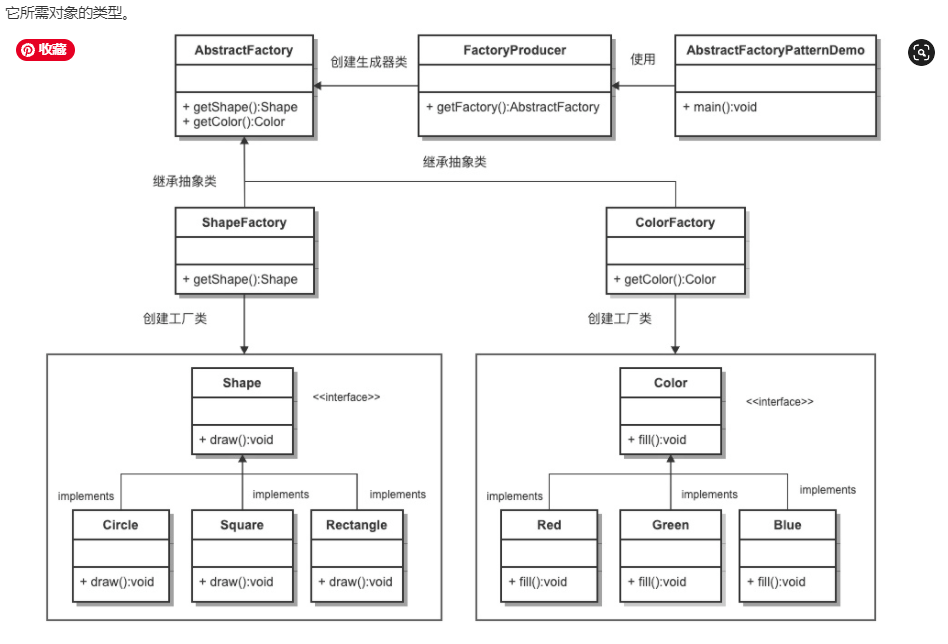 它所需对象的类型。
收藏
AbstractFactory
FactoryProducer
AbstractFactoryPatternDemo
创建生成器类
使用
+ getShape():Shape
+ getColor():Color
+ getFactory():AbstractFactory
+ main():void
继承抽象类
继承抽象类
ShapeFactory
ColorFactory
+ getShape():Shape
+ getColor():Color
创建工厂类
创建工厂类
Shape
<<interface>>
+ draw():void
implements
implements
implements
Circle
Square
Rectangle
+ draw():void
+ draw():void
+ draw():void
Color
<<interface>>
+ fill():void
implements
implements
implements
Red
Green
Blue
+ fill():void
+ fill():void
+ fill():void